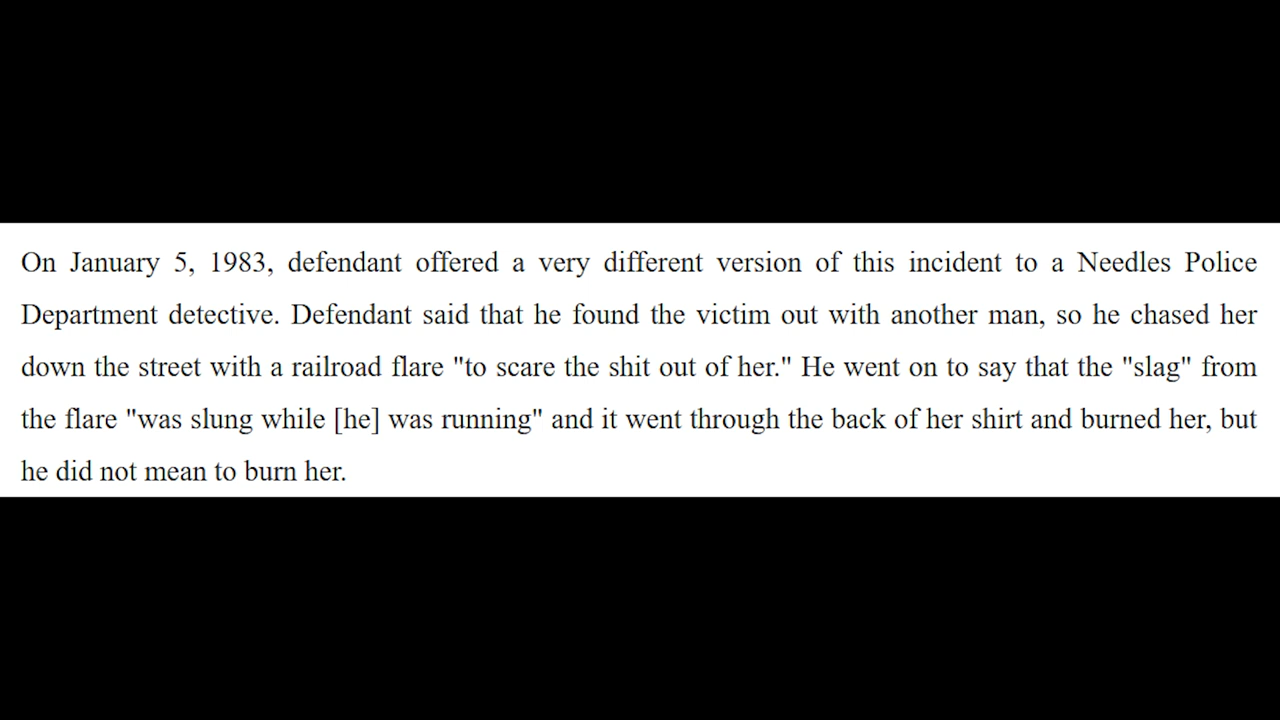 On January 5, 1983, defendant offered a very different version of this incident to a Needles Police
Department detective. Defendant said that he found the victim out with another man, so he chased her
down the street with a railroad flare "to scare the shit out of her." He went on to say that the "slag" from
the flare "was slung while [he] was running" and it went through the back of her shirt and burned her, but
he did not mean to burn her.